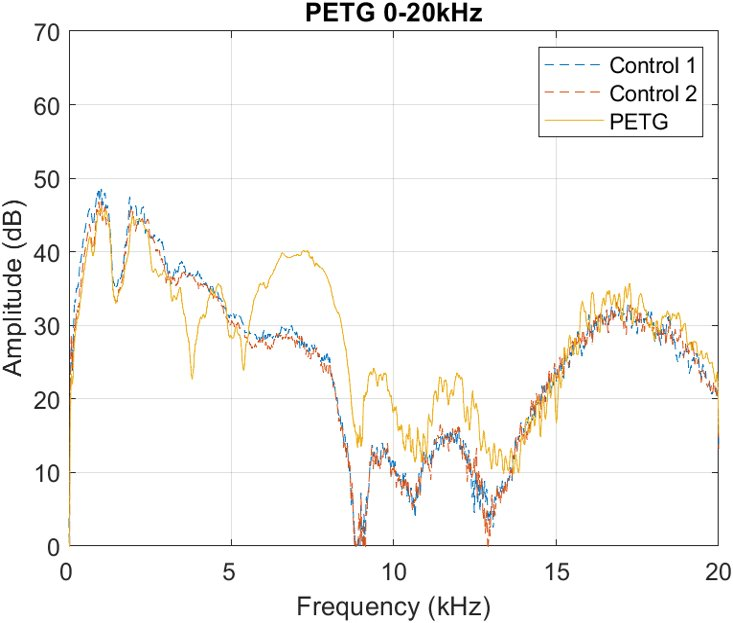 PETG 0-20kHz
Control 1
Control 2
PETG
Amplitude (dB)
70
60
50
40
30
20
10
0
0 5 10 15 20
Frequency (kHz)